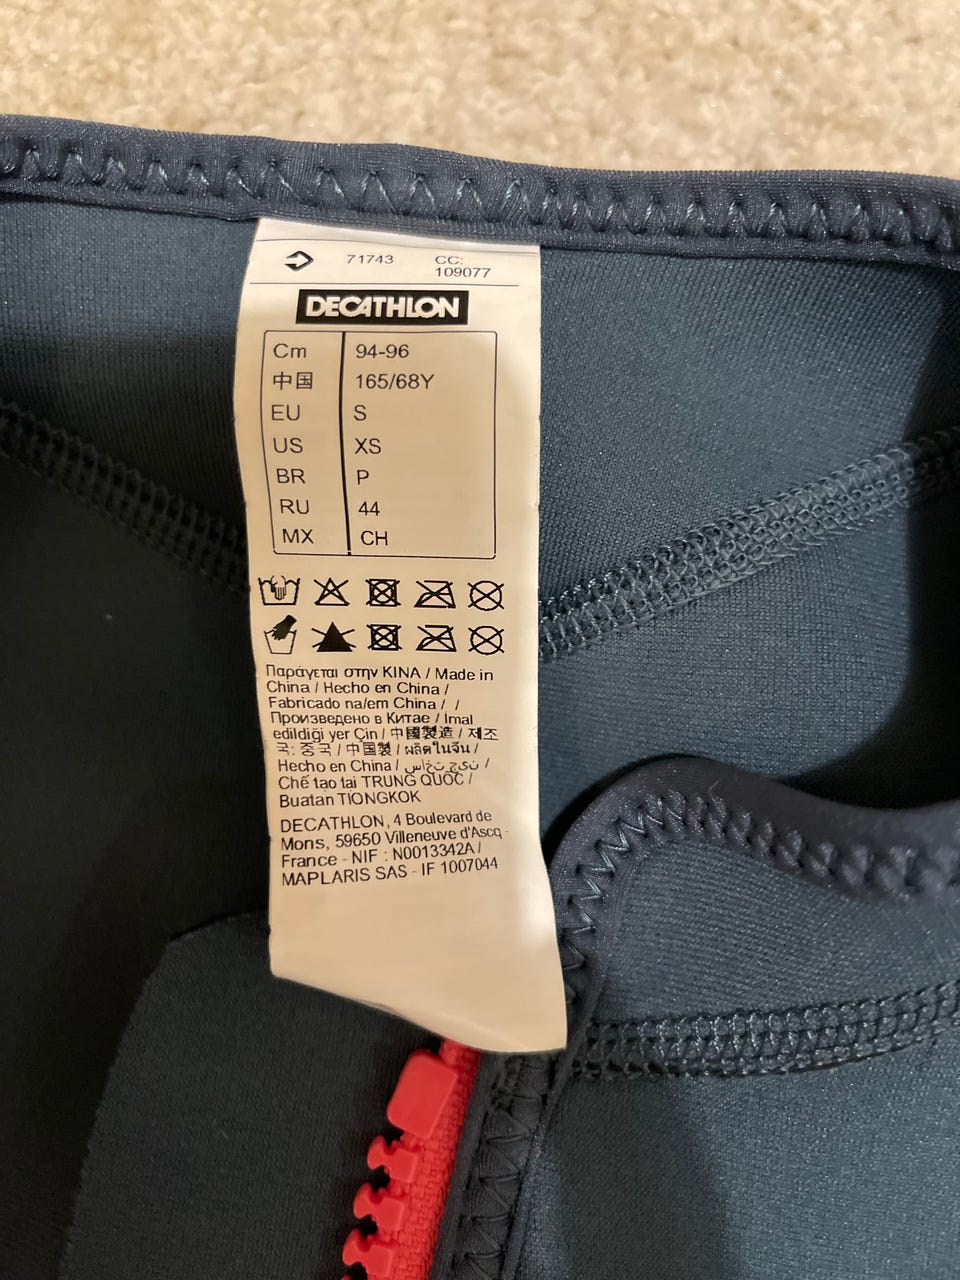 71743 CC: 109077
DECATHLON
Cm 94-96
中国 165/68Y
EU S
US XS
BR P
RU 44
MX CH
Παράγεται στην ΚΙΝΑ / Made in
China / Hecho en China /
Fabricado na/em China / /
Произведено в Китае / Imal
edildiği yer Çin / 中國製造 / 제조
국: 중국 / 中国製 / ผลิตในจีน /
Hecho en China / /
Chế tạo tại TRUNG QUỐC /
Buatan TIONGKOK
DECATHLON, 4 Boulevard de
Mons, 59650 Villeneuve d'Ascq -
France - NIF : N0013342A /
MAPLARIS SAS - IF 1007044